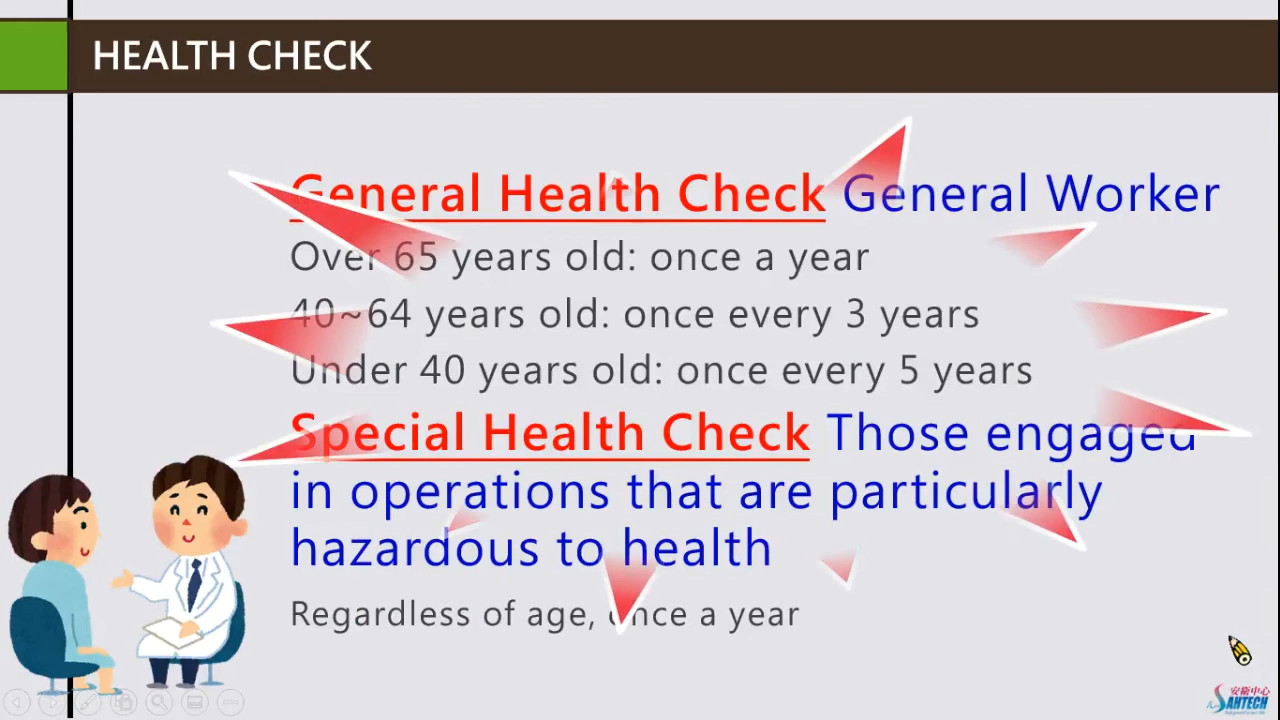 HEALTH CHECK
General Health Check General Worker
Over 65 years old: once a year
40~64 years old: once every 3 years
Under 40 years old: once every 5 years
Special Health Check Those engaged
in operations that are particularly
hazardous to health
Regardless of age, once a year
安衛中心
SAHTECH